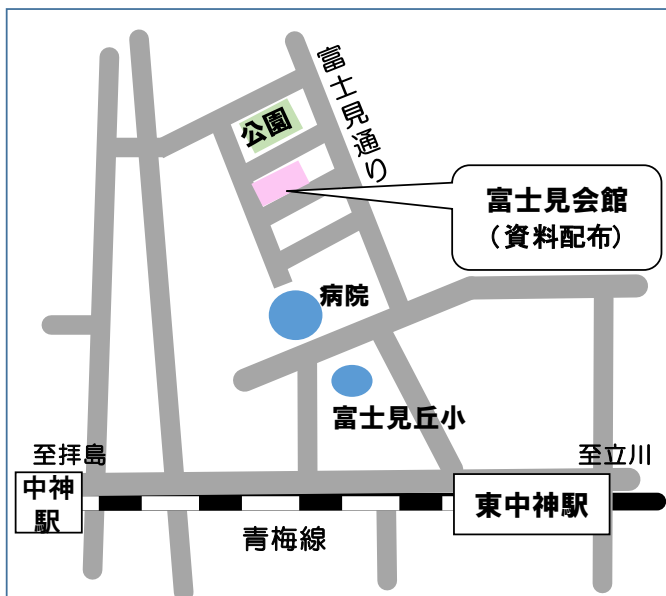 富士見通り
公園
富士見会館
（資料配布）
病院
富士見丘小
至拝島
至立川
中神
駅
東中神駅
青梅線